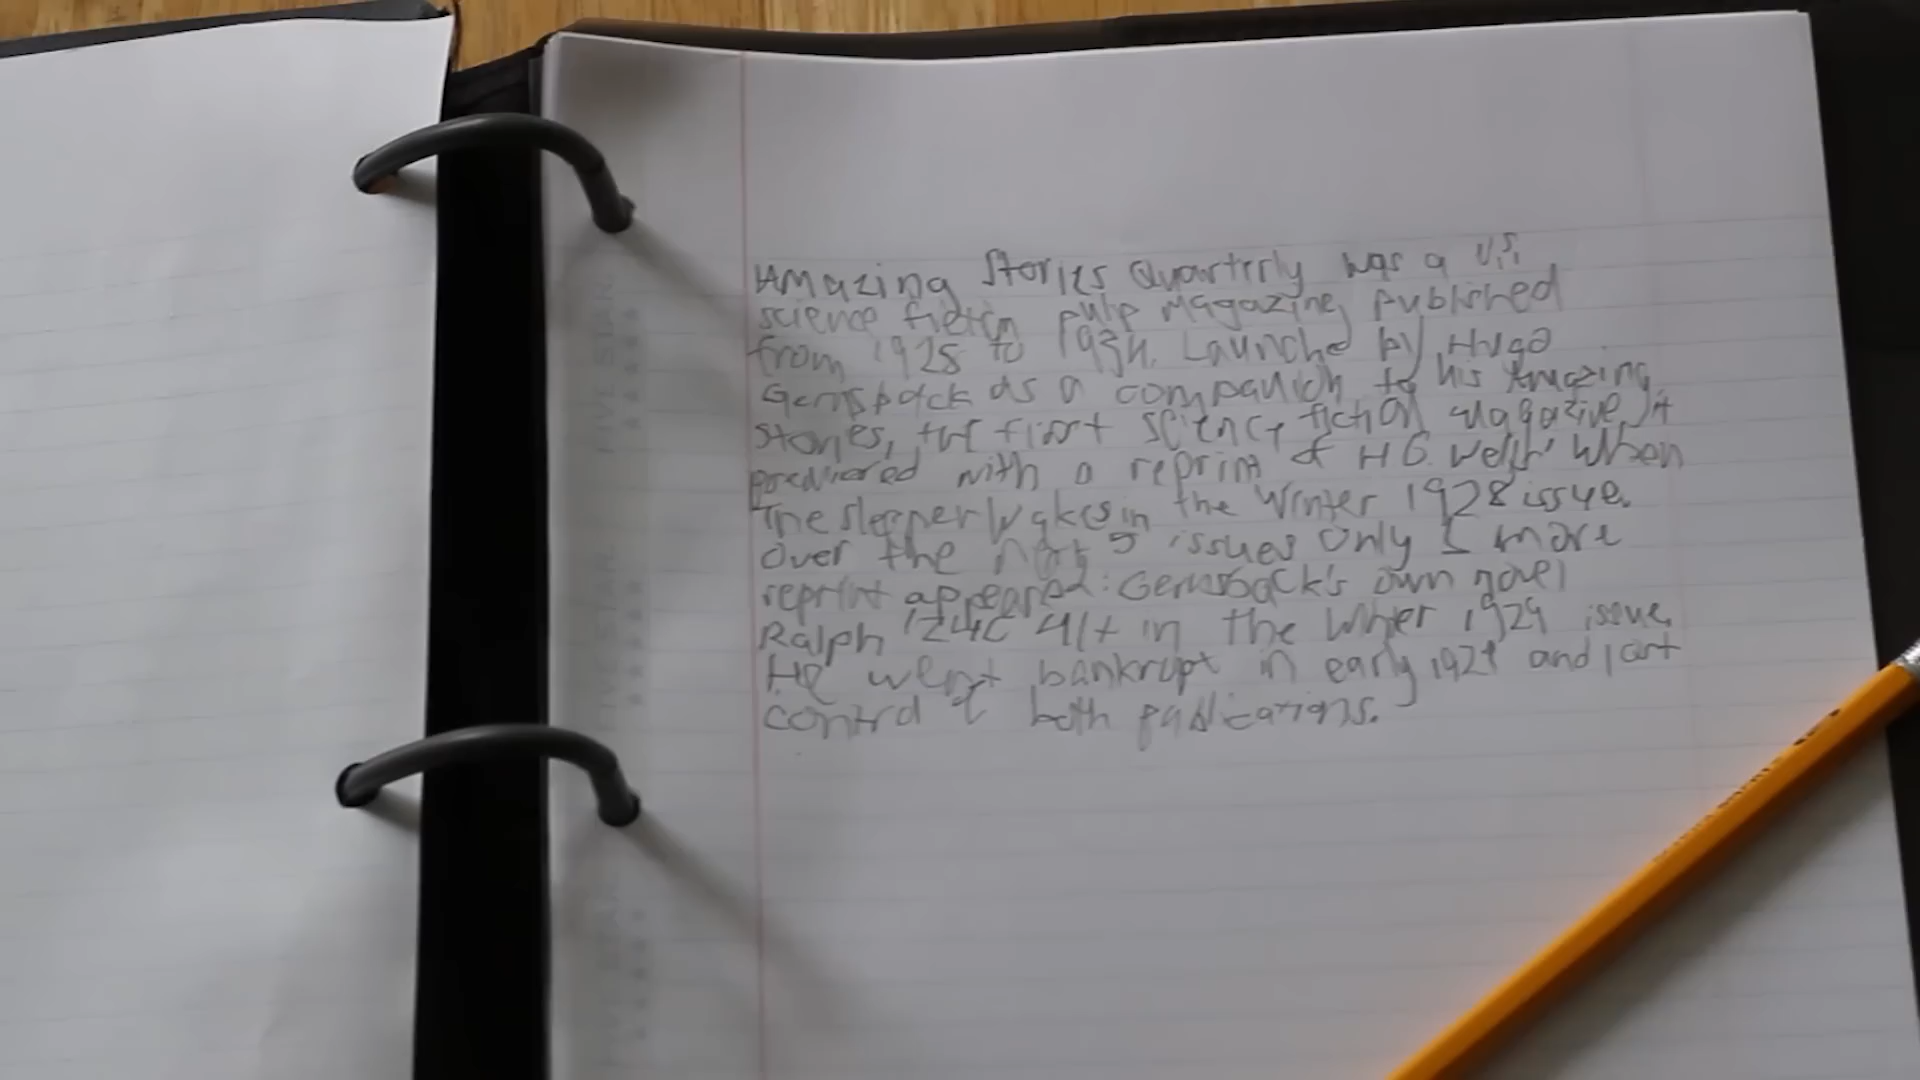 Amazing Stories Quarterly was a U.S.
science fiction pulp magazine published
from 1928 to 1934. Launched by Hugo
Gernsback as a companion to his Amazing
Stories, the first science fiction magazine, it
premiered with a reprint of H G. Wells' When
The sleeper Wakes in the Winter 1928 issue.
Over the next 5 issues only 1 more
reprint appeared: Gernsback's own novel
Ralph 124C 41+ in the Winter 1929 issue.
He went bankrupt in early 1929 and lost
control of both publications.
FIVE STAR
FIVE STAR